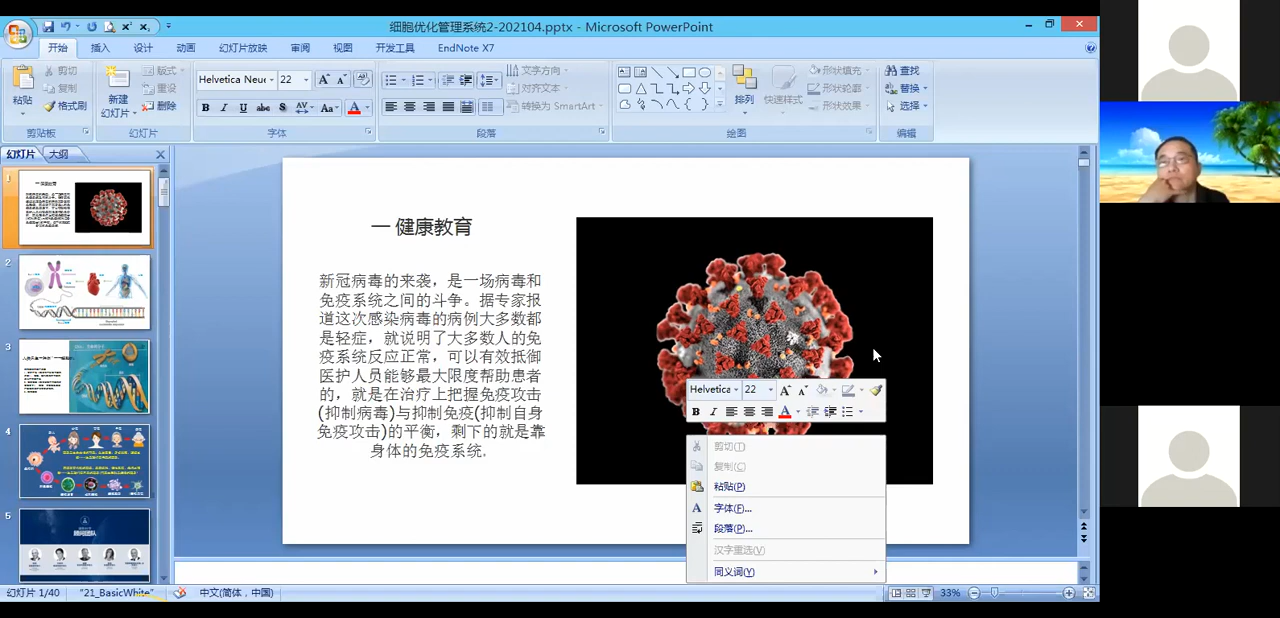 细胞优化管理系统2-202104.pptx - Microsoft PowerPoint
开始 插入 设计 动画 幻灯片放映 审阅 视图 开发工具 EndNote X7
粘贴 剪切 复制 格式刷
新建 幻灯片 版式 重设 删除
Helvetica Neu 22
文字方向
对齐文本
转换为 SmartArt
排列 快速样式 形状填充 形状轮廓 形状效果
查找
替换
选择
剪贴板 幻灯片 字体 段落 绘图 编辑
幻灯片 大纲
1
2
3
4
5
顾问团队
一 健康教育
新冠病毒的来袭，是一场病毒和
免疫系统之间的斗争。据专家报
道这次感染病毒的病例大多数都
是轻症，就说明了大多数人的免
疫系统反应正常，可以有效抵御
医护人员能够最大限度帮助患者
的，就是在治疗上把握免疫攻击
(抑制病毒)与抑制免疫(抑制自身
免疫攻击)的平衡，剩下的就是靠
身体的免疫系统.
Helvetica 22
剪切(T)
复制(C)
粘贴(P)
字体(F)...
段落(P)...
汉字重选(V)
同义词(Y)
幻灯片 1/40 "21_BasicWhite" 中文(简体，中国) 33%